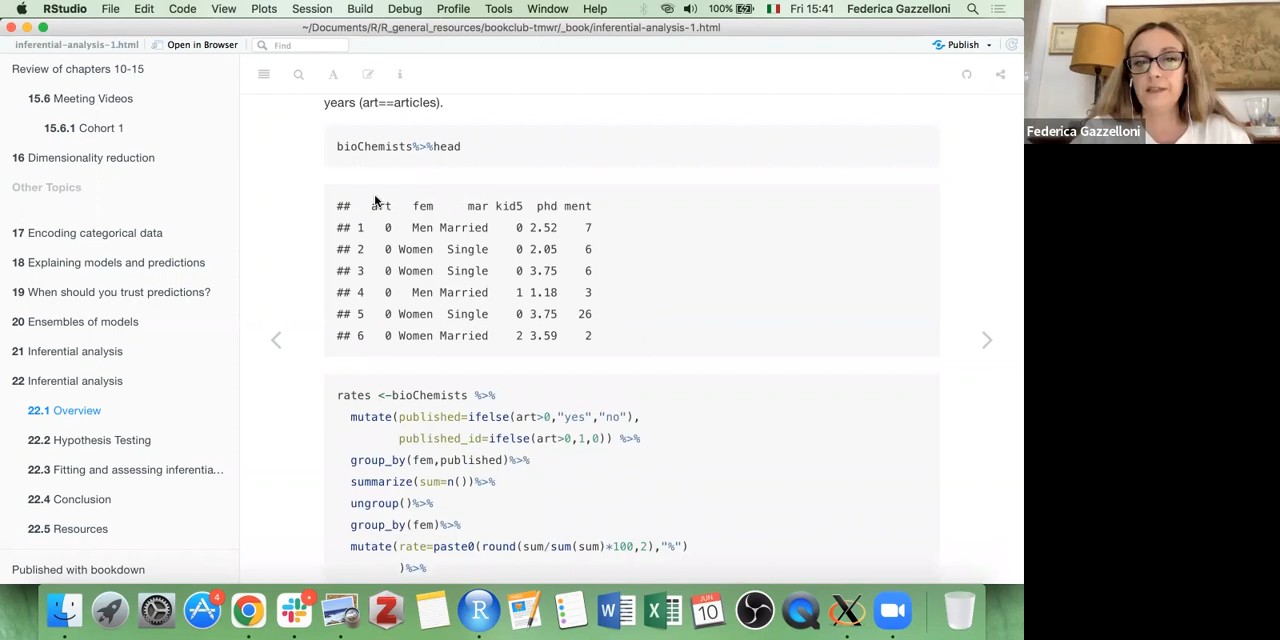 RStudio File Edit Code View Plots Session Build Debug Profile Tools Window Help 100% Fri 15:41 Federica Gazzelloni
~/Documents/R/R_general_resources/bookclub-tmwr/_book/inferential-analysis-1.html
inferential-analysis-1.html Open in Browser Find Publish
Review of chapters 10-15
15.6 Meeting Videos
15.6.1 Cohort 1
16 Dimensionality reduction
Other Topics
17 Encoding categorical data
18 Explaining models and predictions
19 When should you trust predictions?
20 Ensembles of models
21 Inferential analysis
22 Inferential analysis
22.1 Overview
22.2 Hypothesis Testing
22.3 Fitting and assessing inferentia...
22.4 Conclusion
22.5 Resources
Published with bookdown
A i
years (art==articles).
bioChemists%>%head
## art fem mar kid5 phd ment
## 1 0 Men Married 0 2.52 7
## 2 0 Women Single 0 2.05 6
## 3 0 Women Single 0 3.75 6
## 4 0 Men Married 1 1.18 3
## 5 0 Women Single 0 3.75 26
## 6 0 Women Married 2 3.59 2
rates <-bioChemists %>%
mutate(published=ifelse(art>0,"yes","no"),
published_id=ifelse(art>0,1,0)) %>%
group_by(fem,published)%>%
summarize(sum=n())%>%
ungroup()%>%
group_by(fem)%>%
mutate(rate=paste0(round(sum/sum(sum)*100,2),"%")
)%>%
Federica Gazzelloni
4
Z
R
W
X
JUN
10
Q
X